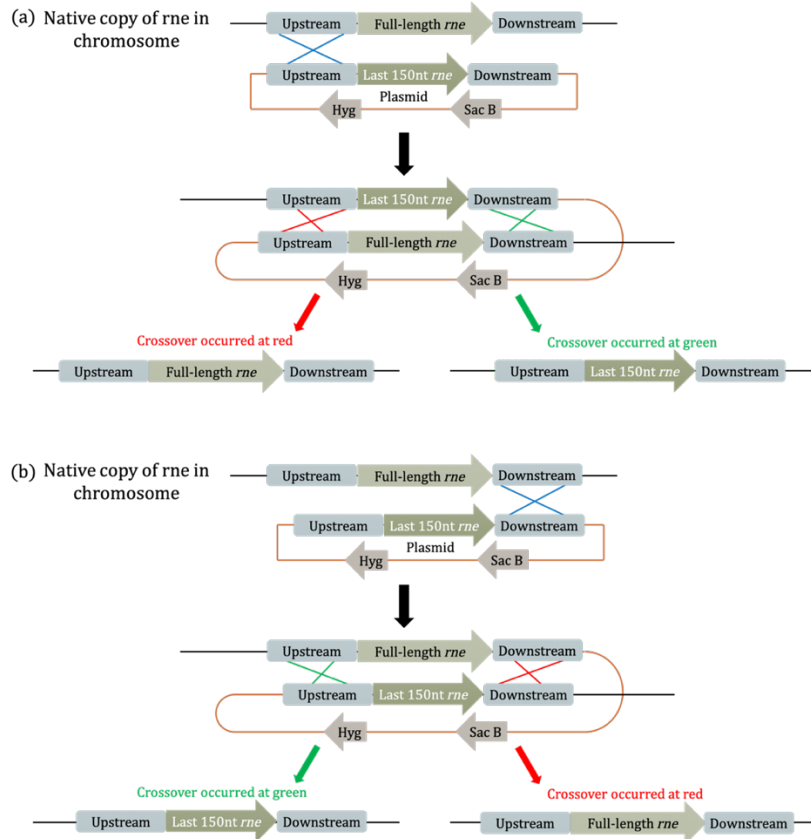 (a) Native copy of rne in
chromosome
Upstream Full-length rne Downstream
Upstream Last 150nt rne Downstream
Plasmid
Hyg Sac B
Upstream Last 150nt rne Downstream
Upstream Full-length rne Downstream
Hyg Sac B
Crossover occurred at red Crossover occurred at green
Upstream Full-length rne Downstream Upstream Last 150nt rne Downstream
(b) Native copy of rne in
chromosome
Upstream Full-length rne Downstream
Upstream Last 150nt rne Downstream
Plasmid
Hyg Sac B
Upstream Full-length rne Downstream
Upstream Last 150nt rne Downstream
Hyg Sac B
Crossover occurred at green Crossover occurred at red
Upstream Last 150nt rne Downstream Upstream Full-length rne Downstream